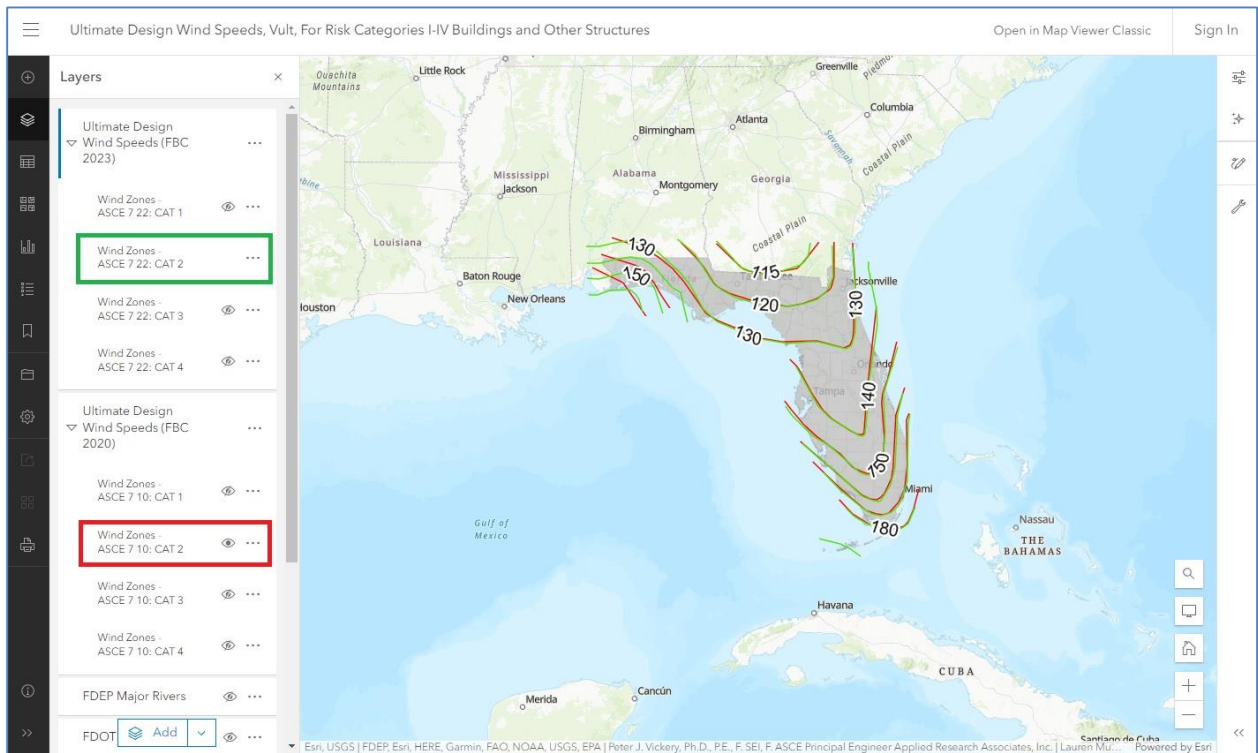 Ultimate Design Wind Speeds, Vult, For Risk Categories I-IV Buildings and Other Structures
Open in Map Viewer Classic
Sign In
Layers
Ultimate Design
Wind Speeds (FBC
2023)
Wind Zones -
ASCE 7 22: CAT 1
Wind Zones -
ASCE 7 22: CAT 2
Wind Zones -
ASCE 7 22: CAT 3
Wind Zones -
ASCE 7 22: CAT 4
Ultimate Design
Wind Speeds (FBC
2020)
Wind Zones -
ASCE 7 10: CAT 1
Wind Zones -
ASCE 7 10: CAT 2
Wind Zones -
ASCE 7 10: CAT 3
Wind Zones -
ASCE 7 10: CAT 4
FDEP Major Rivers
FDOT
Add
Ouachita
Mountains
Little Rock
Greenville
Columbia
Atlanta
Birmingham
Savannah
Coastal Plain
Mississippi
Jackson
Alabama
Montgomery
Georgia
Coastal Plain
Louisiana
Baton Rouge
New Orleans
Houston
130
150
115
120
130
130
Jacksonville
Orlando
Tampa
140
150
Miami
180
Gulf of
Mexico
Nassau
THE
BAHAMAS
Havana
CUBA
Merida
Cancún
Santiago de Cuba
Esri, USGS | FDEP, Esri, HERE, Garmin, FAO, NOAA, USGS, EPA | Peter J. Vickery, Ph.D., P.E., F. SEI, F. ASCE Principal Engineer Applied Research Associates, Inc. | Lauren Mu...
Powered by Esri